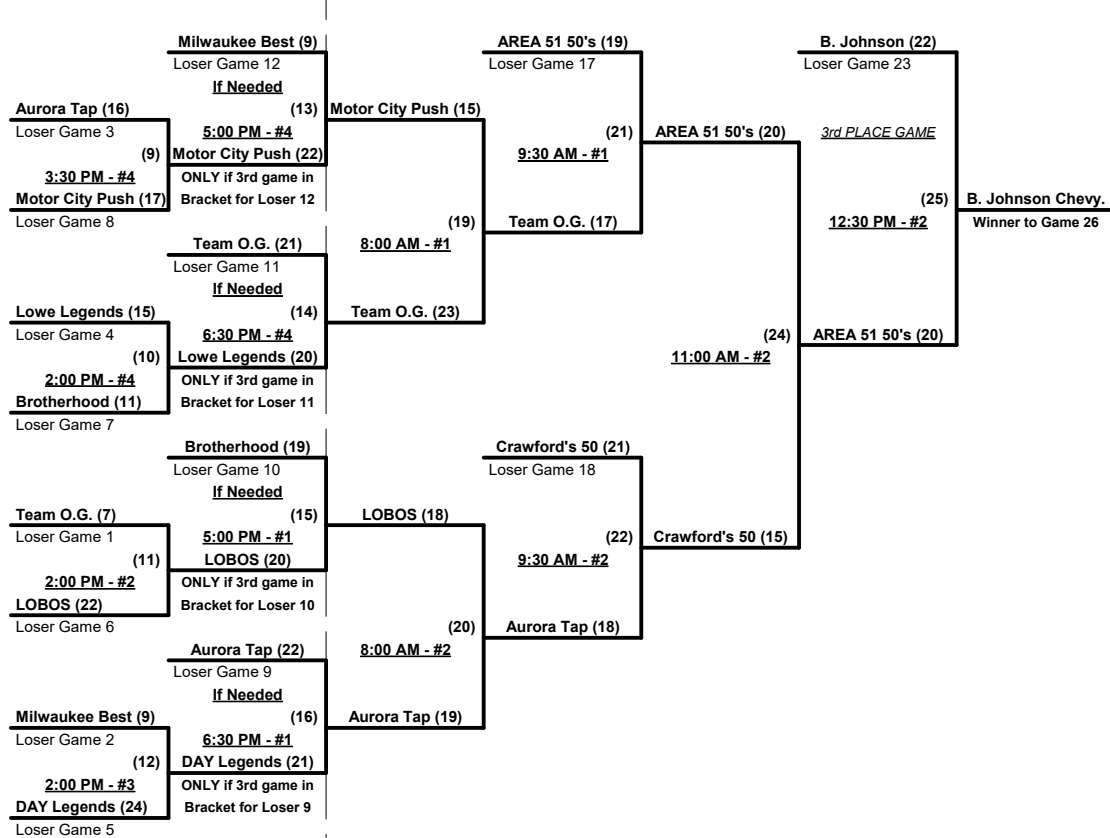 Milwaukee Best (9)
Loser Game 12
If Needed
(13)
5:00 PM - #4
Motor City Push (22)
ONLY if 3rd game in
Bracket for Loser 12
Aurora Tap (16)
Loser Game 3
(9)
3:30 PM - #4
Motor City Push (17)
Loser Game 8
Team O.G. (21)
Loser Game 11
If Needed
(14)
6:30 PM - #4
Lowe Legends (20)
ONLY if 3rd game in
Bracket for Loser 11
Lowe Legends (15)
Loser Game 4
(10)
2:00 PM - #4
Brotherhood (11)
Loser Game 7
Brotherhood (19)
Loser Game 10
If Needed
(15)
5:00 PM - #1
LOBOS (20)
ONLY if 3rd game in
Bracket for Loser 10
Team O.G. (7)
Loser Game 1
(11)
2:00 PM - #2
LOBOS (22)
Loser Game 6
Aurora Tap (22)
Loser Game 9
If Needed
(16)
6:30 PM - #1
DAY Legends (21)
ONLY if 3rd game in
Bracket for Loser 9
Milwaukee Best (9)
Loser Game 2
(12)
2:00 PM - #3
DAY Legends (24)
Loser Game 5
Motor City Push (15)
(19)
8:00 AM - #1
Team O.G. (23)
LOBOS (18)
(20)
8:00 AM - #2
Aurora Tap (19)
AREA 51 50's (19)
Loser Game 17
(21)
9:30 AM - #1
Team O.G. (17)
Crawford's 50 (21)
Loser Game 18
(22)
9:30 AM - #2
Aurora Tap (18)
AREA 51 50's (20)
(24)
11:00 AM - #2
Crawford's 50 (15)
B. Johnson (22)
Loser Game 23
3rd PLACE GAME
(25)
12:30 PM - #2
AREA 51 50's (20)
B. Johnson Chevy.
Winner to Game 26